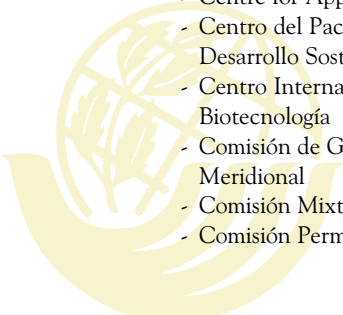 - Centre for App
- Centro del Pac
Desarrollo Sost
- Centro Interna
Biotecnología
- Comisión de G
Meridional
- Comisión Mixt
- Comisión Perm